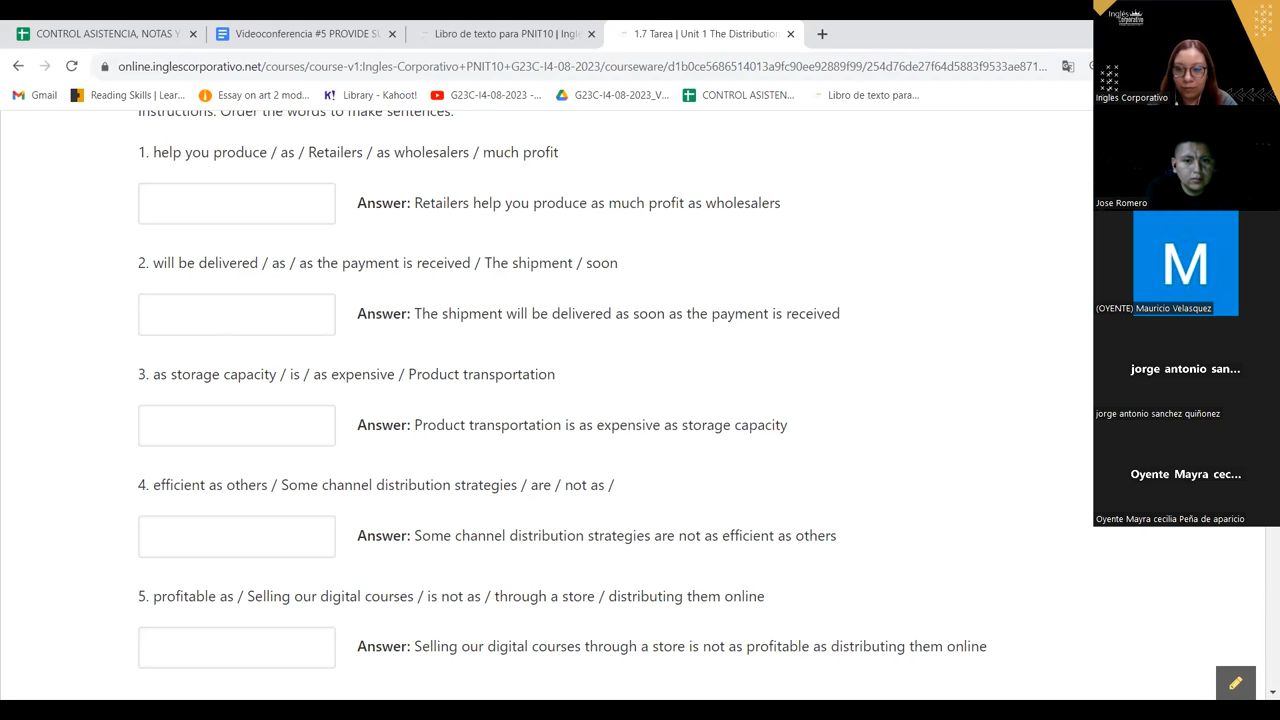 CONTROL ASISTENCIA, NOTAS Y
Videoconferencia #5 PROVIDE SU
Libro de texto para PNIT10 | Ingl
1.7 Tarea | Unit 1 The Distribution
online.inglescorporativo.net/courses/course-v1:Ingles-Corporativo+PNIT10+G23C-I4-08-2023/courseware/d1b0ce5686514013a9fc90ee92889f99/254d76de27f64d5883f9533ae871...
Gmail
Reading Skills | Lear...
Essay on art 2 mod...
Library - Kahoot!
G23C-I4-08-2023 -...
G23C-I4-08-2023_V...
CONTROL ASISTEN...
Libro de texto para...
Instructions. Order the words to make sentences.
1. help you produce / as / Retailers / as wholesalers / much profit
Answer: Retailers help you produce as much profit as wholesalers
2. will be delivered / as / as the payment is received / The shipment / soon
Answer: The shipment will be delivered as soon as the payment is received
3. as storage capacity / is / as expensive / Product transportation
Answer: Product transportation is as expensive as storage capacity
4. efficient as others / Some channel distribution strategies / are / not as /
Answer: Some channel distribution strategies are not as efficient as others
5. profitable as / Selling our digital courses / is not as / through a store / distributing them online
Answer: Selling our digital courses through a store is not as profitable as distributing them online
Inglés
Corporativo
Ingles Corporativo
Jose Romero
M
(OYENTE) Mauricio Velasquez
jorge antonio san...
jorge antonio sanchez quiñonez
Oyente Mayra cec...
Oyente Mayra cecilia Peña de aparicio